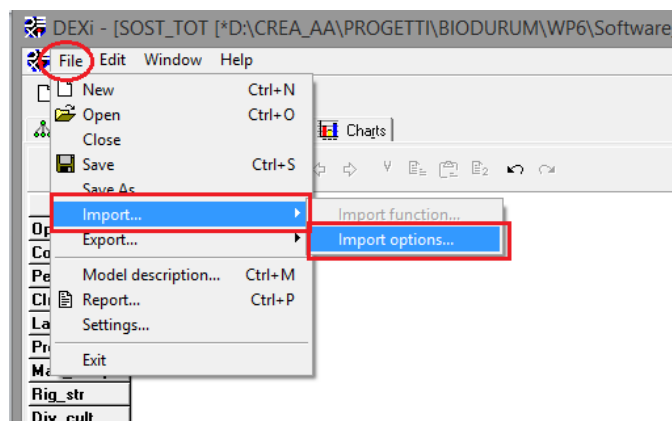 DEXi - [SOST_TOT [*D:\CREA_AA\PROGETTI\BIODURUM\WP6\Software
File Edit Window Help
New Ctrl+N
Open Ctrl+O
Close
Charts
Save Ctrl+S
Save As
Import...
Import function...
Export...
Import options...
Model description... Ctrl+M
Report... Ctrl+P
Settings...
Exit
Rig_str
Div_cult